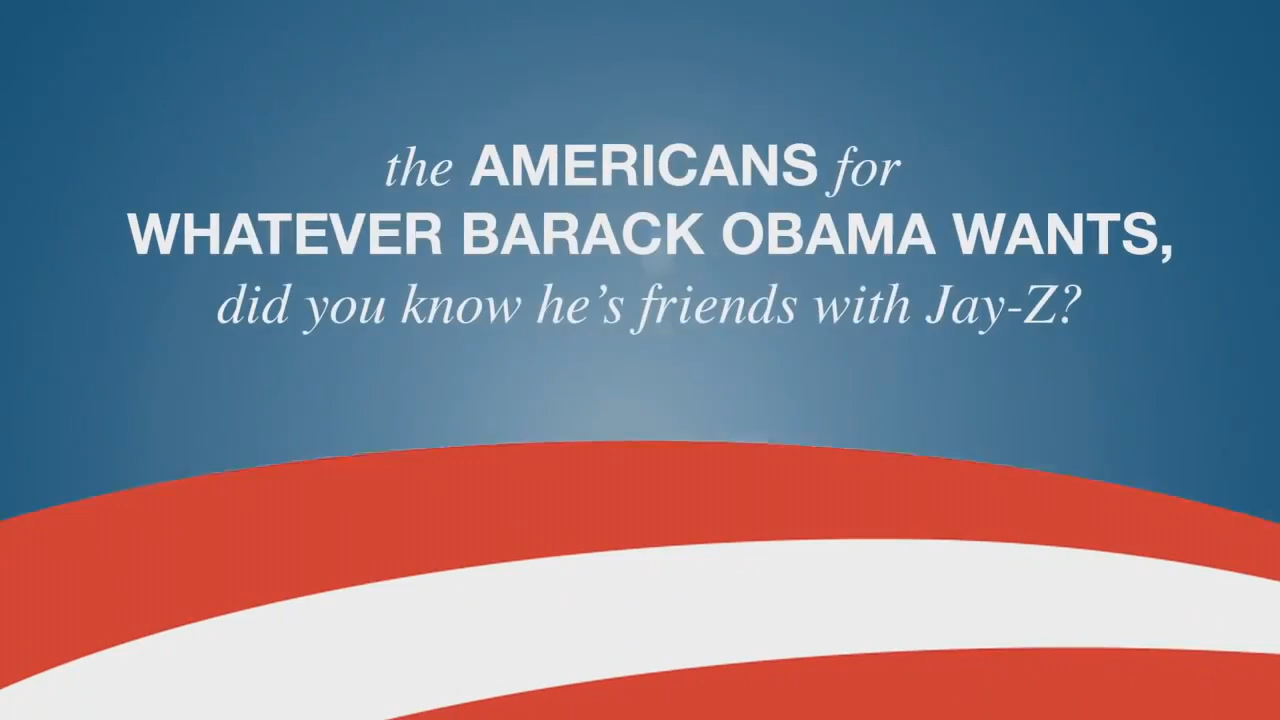 the AMERICANS for
WHATEVER BARACK OBAMA WANTS,
did you know he’s friends with Jay-Z?